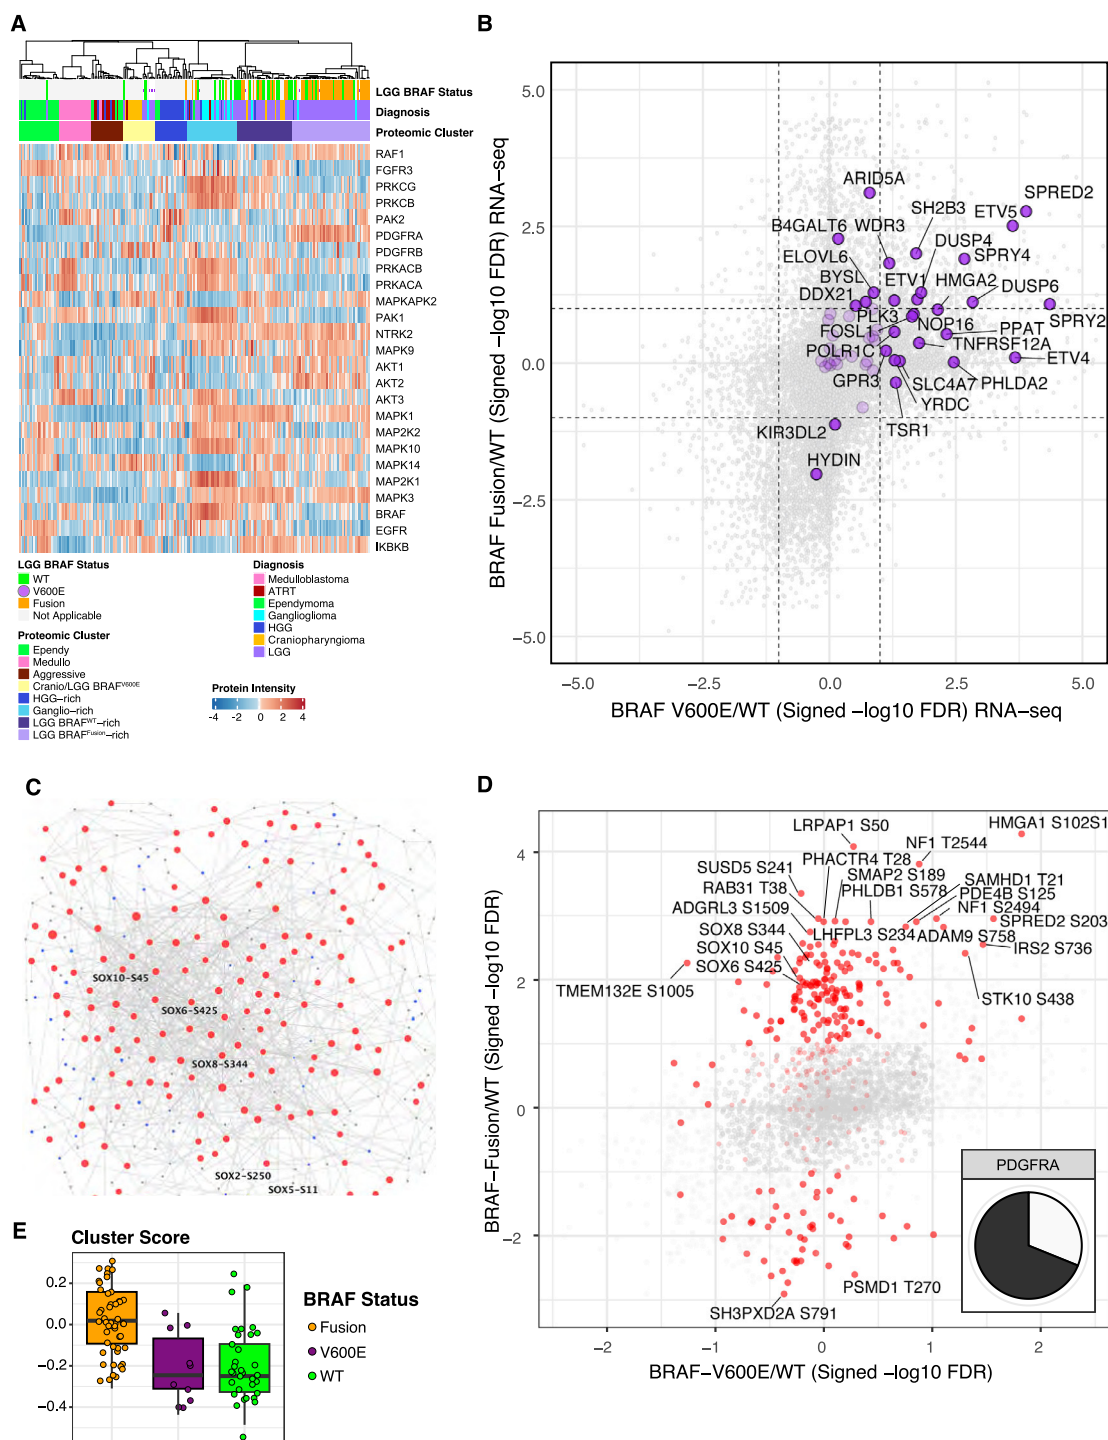 A
LGG BRAF Status
Diagnosis
Proteomic Cluster
RAF1
FGFR3
PRKCG
PRKCB
PAK2
PDGFRA
PDGFRB
PRKACB
PRKACA
MAPKAPK2
PAK1
NTRK2
MAPK9
AKT1
AKT2
AKT3
MAPK1
MAP2K2
MAPK10
MAPK14
MAP2K1
MAPK3
BRAF
EGFR
IKBKB
LGG BRAF Status
WT
V600E
Fusion
Not Applicable
Proteomic Cluster
Ependy
Medullo
Aggressive
Cranio/LGG BRAFV600E
HGG–rich
Ganglio–rich
LGG BRAFWT–rich
LGG BRAFFusion–rich
Diagnosis
Medulloblastoma
ATRT
Ependymoma
Ganglioglioma
HGG
Craniopharyngioma
LGG
Protein Intensity
-4 -2 0 2 4
B
BRAF Fusion/WT (Signed –log10 FDR) RNA–seq
5.0
2.5
0.0
−2.5
−5.0
ARID5A
SPRED2
ETV5
SH2B3
B4GALT6
WDR3
DUSP4
SPRY4
ELOVL6
BYSL
ETV1
HMGA2
DUSP6
DDX21
PLK3
SPRY2
FOSL1
NOP16
PPAT
TNFRSF12A
POLR1C
ETV4
GPR3
SLC4A7
PHLDA2
YRDC
TSR1
KIR3DL2
HYDIN
−5.0 −2.5 0.0 2.5 5.0
BRAF V600E/WT (Signed –log10 FDR) RNA–seq
C
SOX10-S45
SOX6-S425
SOX8-S344
SOX2-S250
SOX5-S11
D
BRAF–Fusion/WT (Signed –log10 FDR)
4
2
0
−2
LRPAP1 S50
HMGA1 S102S1
NF1 T2544
PHACTR4 T28
SUSD5 S241
SMAP2 S189
SAMHD1 T21
RAB31 T38
PHLDB1 S578
PDE4B S125
ADGRL3 S1509
NF1 S2494
SPRED2 S203
SOX8 S344
LHFPL3 S234
ADAM9 S758
SOX10 S45
IRS2 S736
SOX6 S425
TMEM132E S1005
STK10 S438
PSMD1 T270
SH3PXD2A S791
PDGFRA
−2 −1 0 1 2
BRAF–V600E/WT (Signed –log10 FDR)
E
Cluster Score
0.2
0.0
−0.2
−0.4
BRAF Status
Fusion
V600E
WT